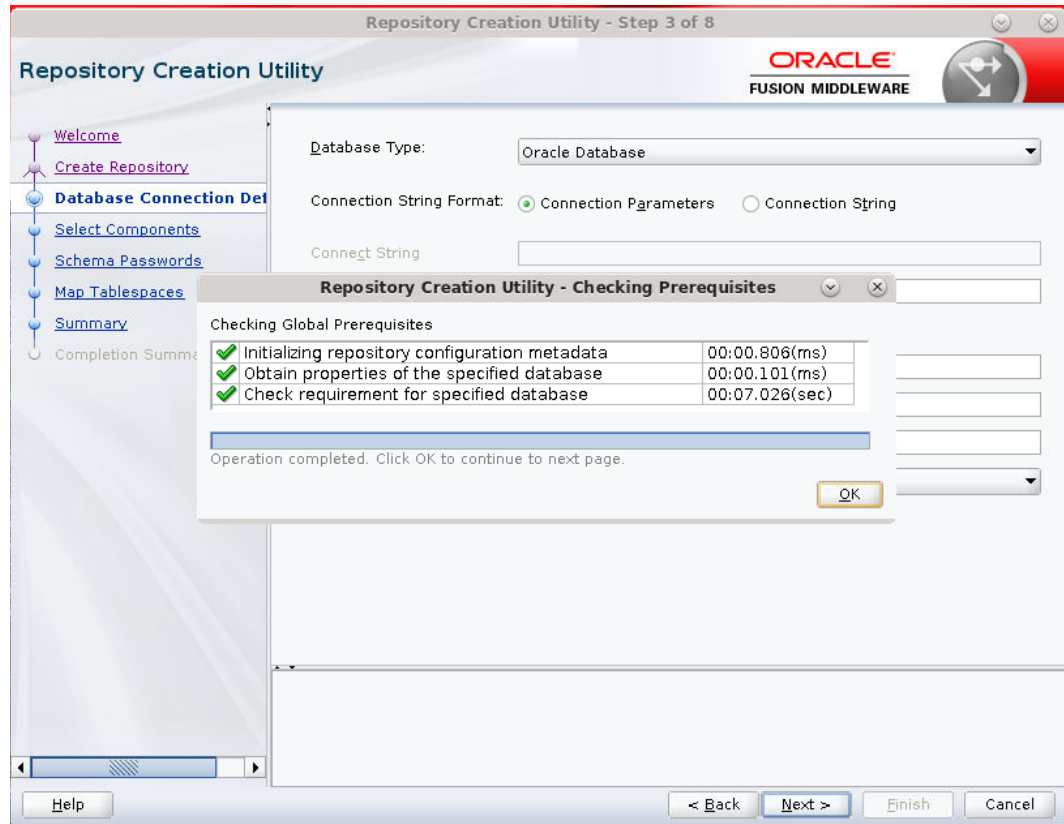 Repository Creation Utility - Step 3 of 8
Repository Creation Utility
ORACLE
FUSION MIDDLEWARE
Welcome
Create Repository
Database Connection Det
Select Components
Schema Passwords
Map Tablespaces
Summary
Completion Summa
Database Type: Oracle Database
Connection String Format: Connection Parameters Connection String
Connect String
Repository Creation Utility - Checking Prerequisites
Checking Global Prerequisites
Initializing repository configuration metadata 00:00.806(ms)
Obtain properties of the specified database 00:00.101(ms)
Check requirement for specified database 00:07.026(sec)
Operation completed. Click OK to continue to next page.
OK
Help < Back Next > Finish Cancel